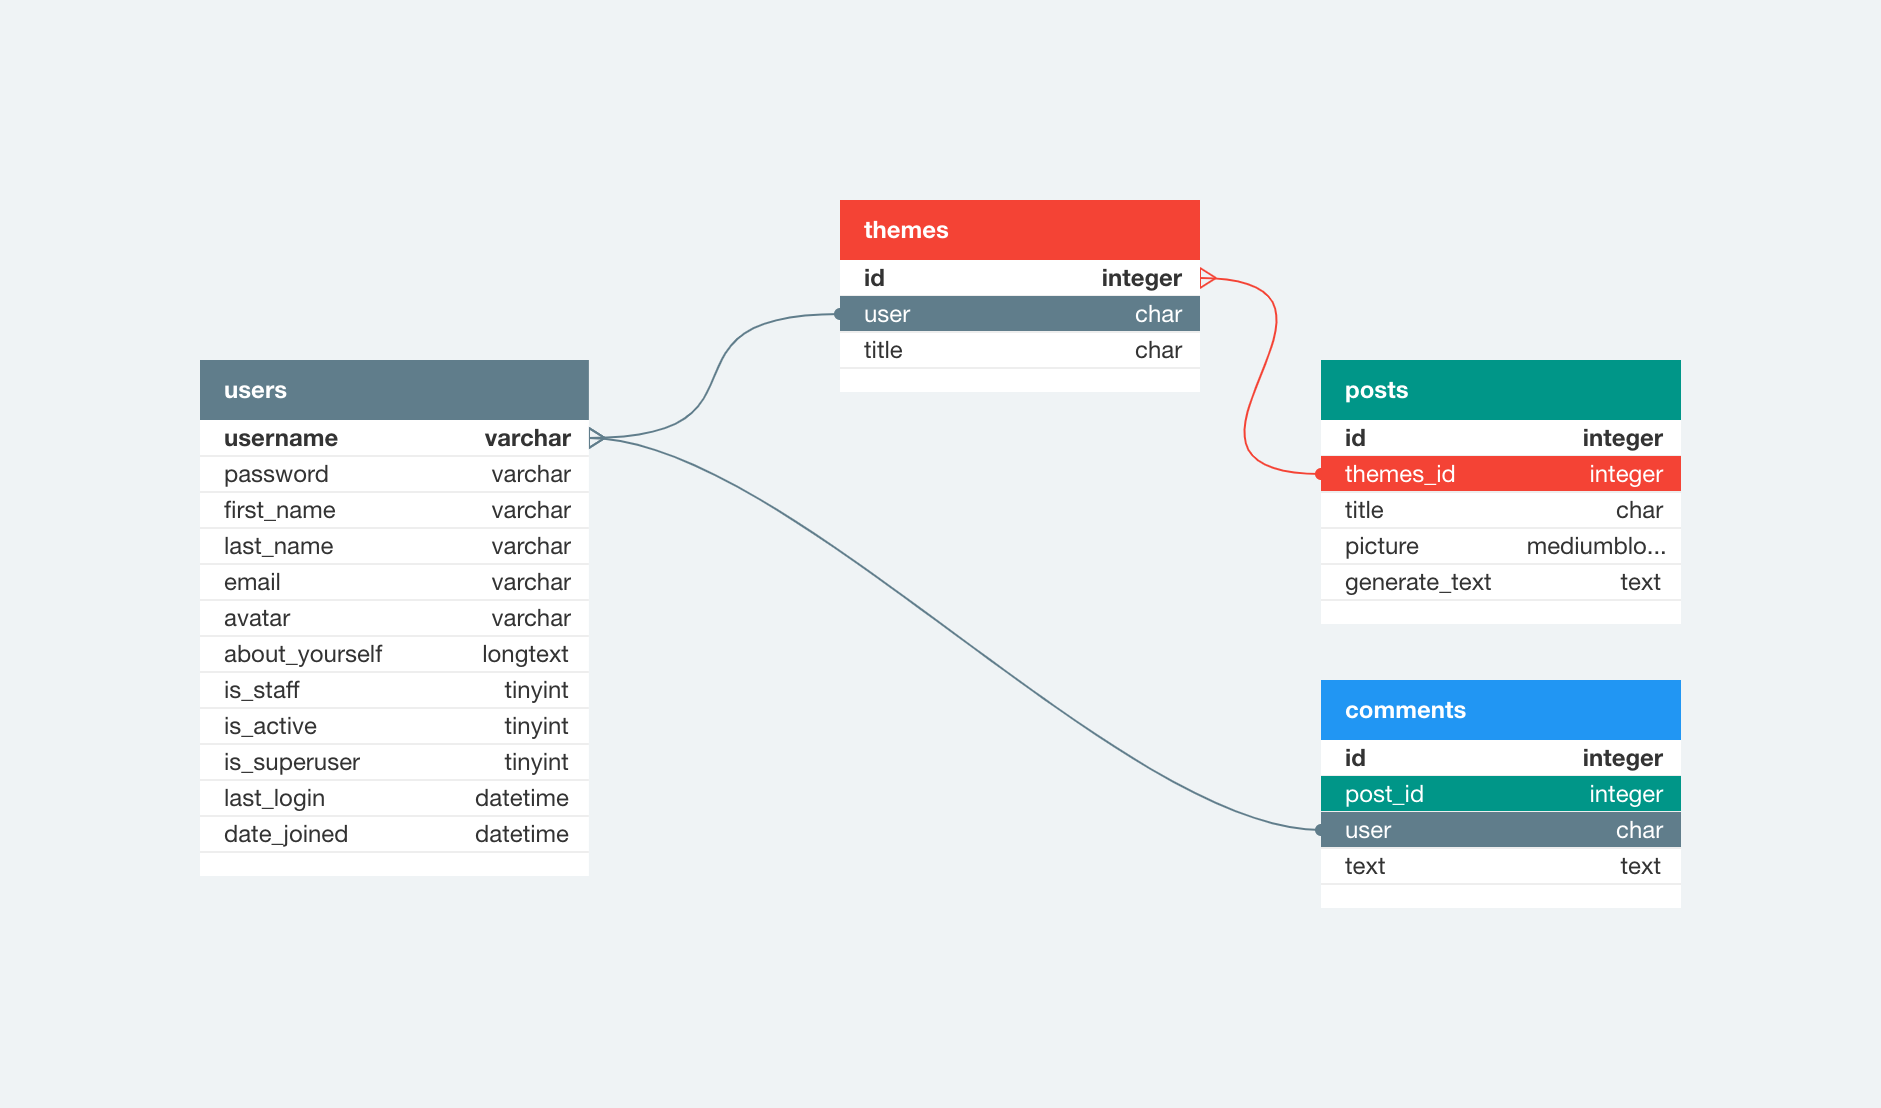 themes
id integer
user char
title char
users
username varchar
password varchar
first_name varchar
last_name varchar
email varchar
avatar varchar
about_yourself longtext
is_staff tinyint
is_active tinyint
is_superuser tinyint
last_login datetime
date_joined datetime
posts
id integer
themes_id integer
title char
picture mediumblo...
generate_text text
comments
id integer
post_id integer
user char
text text